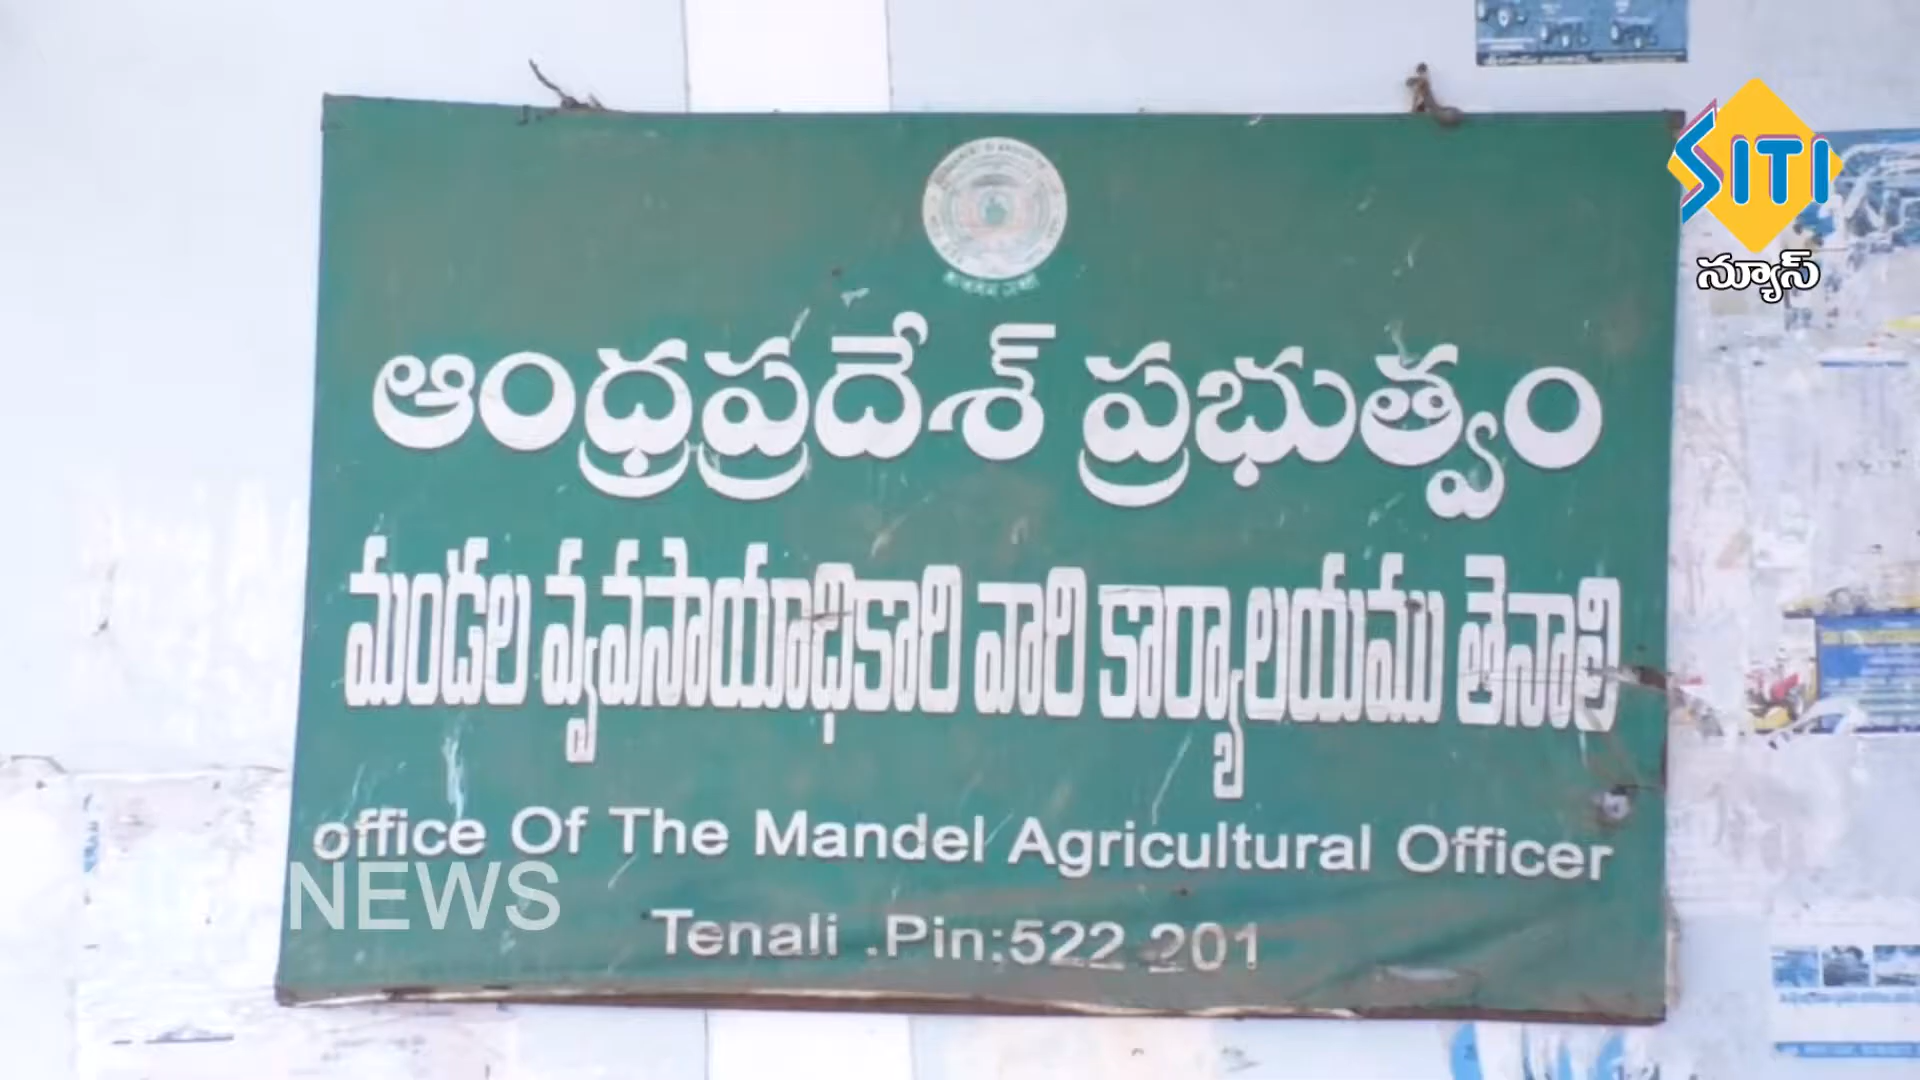 SITI
న్యూస్
ఆంధ్రప్రదేశ్ ప్రభుత్వం
మండల వ్యవసాయాధికారి వారి కార్యాలయము తెనాలి
office Of The Mandel Agricultural Officer
NEWS
Tenali .Pin:522 201